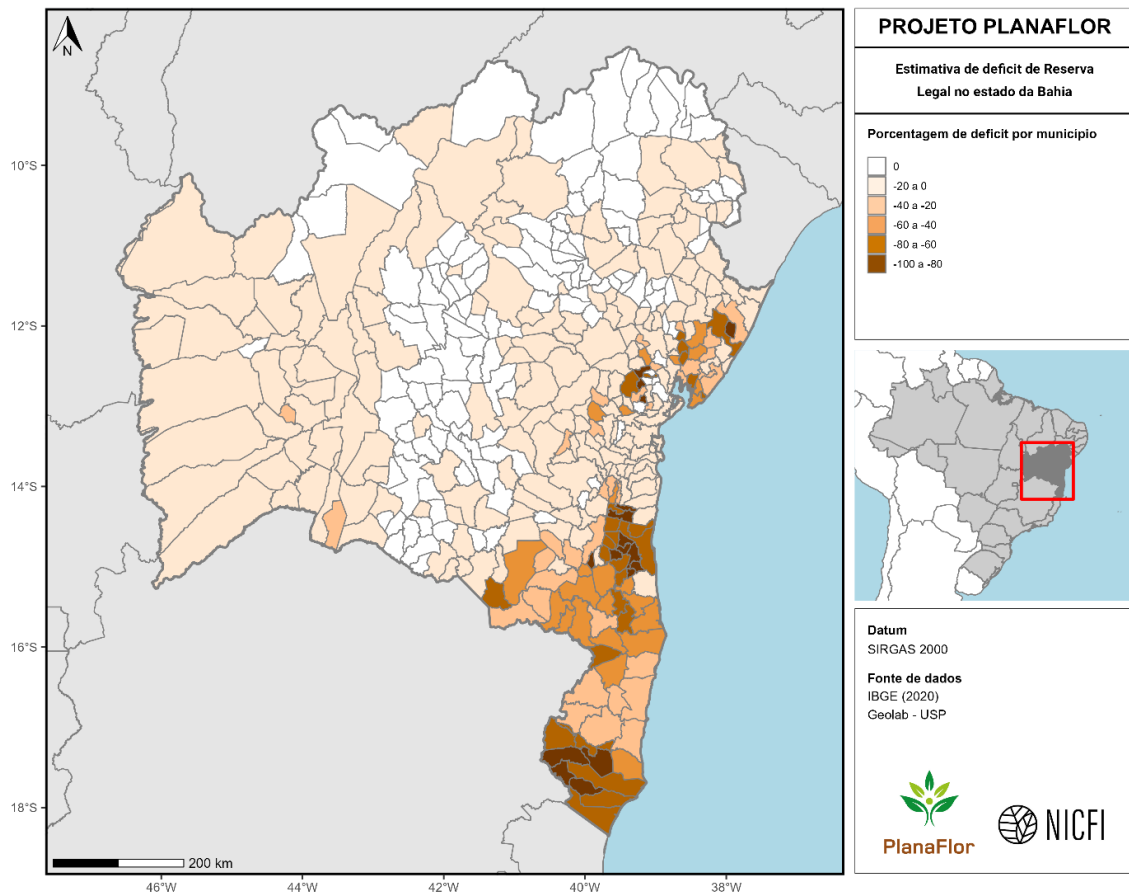 N
10°S
12°S
14°S
16°S
18°S
46°W
44°W
42°W
40°W
38°W
200 km
PROJETO PLANAFLOR
Estimativa de deficit de Reserva
Legal no estado da Bahia
Porcentagem de deficit por municipio
0
-20 a 0
-40 a -20
-60 a -40
-80 a -60
-100 a -80
Datum
SIRGAS 2000
Fonte de dados
IBGE (2020)
Geolab - USP
PlanaFlor
NICFI